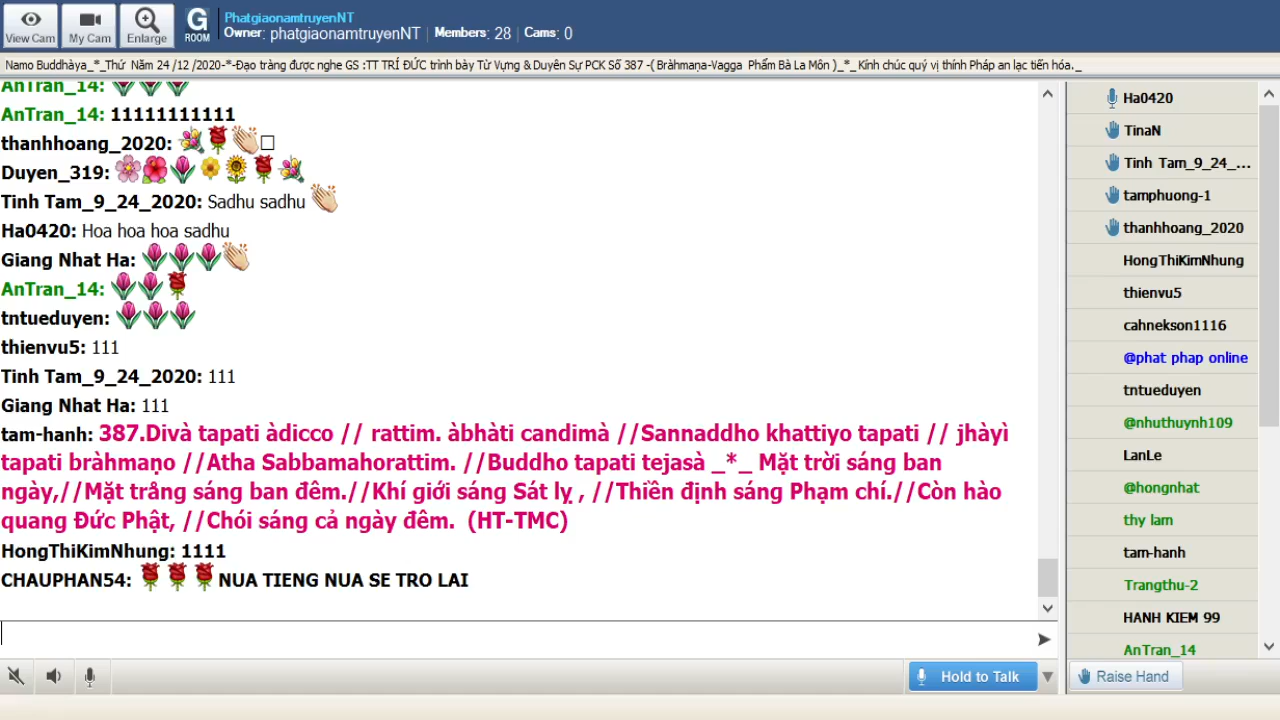 View Cam
My Cam
Enlarge
G
ROOM
PhatgiaonamtruyenNT
Owner: phatgiaonamtruyenNT | Members: 28 | Cams: 0
Namo Buddhàya_*_Thứ Năm 24 /12 /2020-*-Đạo tràng được nghe GS :TT TRÍ ĐỨC trình bày Từ Vựng & Duyên Sự PCK Số 387 -( Bràhmaṇa-Vagga Phẩm Bà La Môn )_*_Kính chúc quý vị thính Pháp an lạc tiến hóa._
AnTran_14:
AnTran_14: 11111111111
thanhhoang_2020:
Duyen_319:
Tinh Tam_9_24_2020: Sadhu sadhu
Ha0420: Hoa hoa hoa sadhu
Giang Nhat Ha:
AnTran_14:
tntueduyen:
thienvu5: 111
Tinh Tam_9_24_2020: 111
Giang Nhat Ha: 111
tam-hanh: 387.Divà tapati àdicco // rattim. àbhàti candimà //Sannaddho khattiyo tapati // jhàyì
tapati bràhmaṇo //Atha Sabbamahorattim. //Buddho tapati tejasà _*_ Mặt trời sáng ban
ngày,//Mặt trăng sáng ban đêm.//Khí giới sáng Sát lỵ , //Thiền định sáng Phạm chí.//Còn hào
quang Đức Phật, //Chói sáng cả ngày đêm. (HT-TMC)
HongThiKimNhung: 1111
CHAUPHAN54: NUA TIENG NUA SE TRO LAI
Ha0420
TinaN
Tinh Tam_9_24_...
tamphuong-1
thanhhoang_2020
HongThiKimNhung
thienvu5
cahnekson1116
@phat phap online
tntueduyen
@nhuthuynh109
LanLe
@hongnhat
thy lam
tam-hanh
Trangthu-2
HANH KIEM 99
AnTran_14
Hold to Talk
Raise Hand